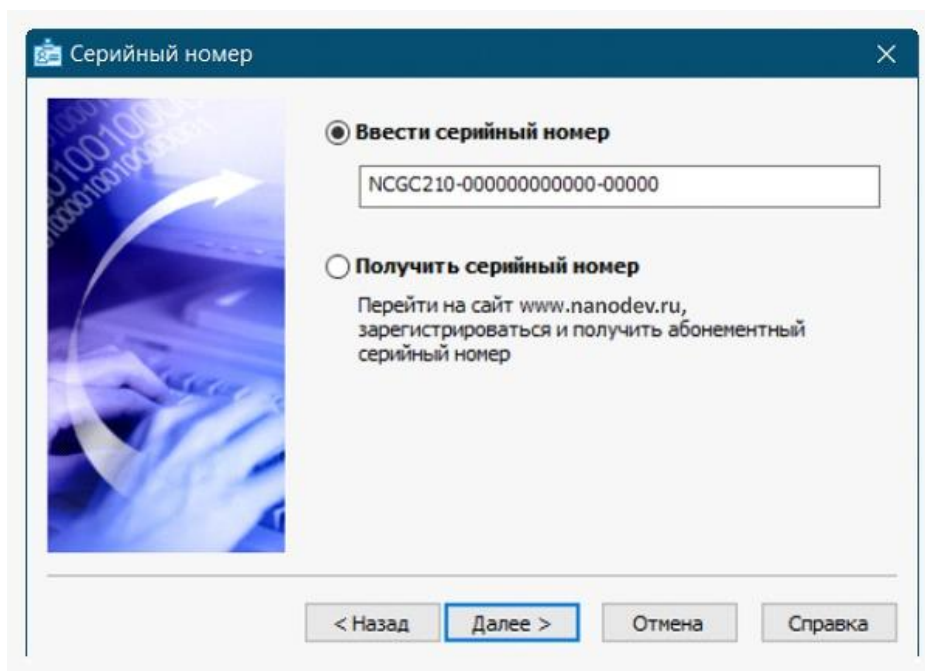 Серийный номер
Ввести серийный номер
NCGC210-000000000000-00000
Получить серийный номер
Перейти на сайт www.nanodev.ru,
зарегистрироваться и получить абонементный
серийный номер
< Назад
Далее >
Отмена
Справка